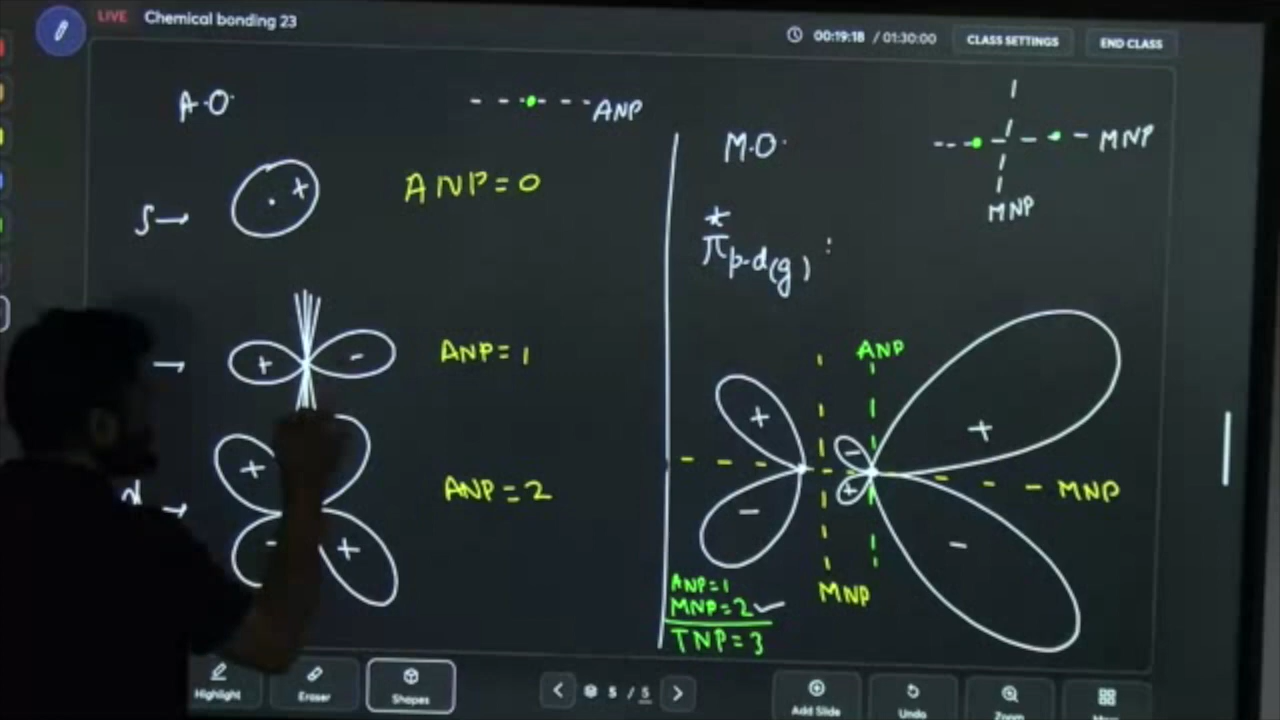 LIVE Chemical bonding 23
00:19:18 / 01:30:00 CLASS SETTINGS END CLASS
A.O.
ANP
S→
+
ANP=0
→
+ -
ANP=1
→
+ - +
ANP=2
M.O.
MNP
MNP
π* p-d(g) :
ANP
+ - - + + -
MNP
MNP
ANP=1
MNP=2 ✓
TNP=3
Highlight Eraser Shapes < 5 / 5 > Add Slide Undo Zoom